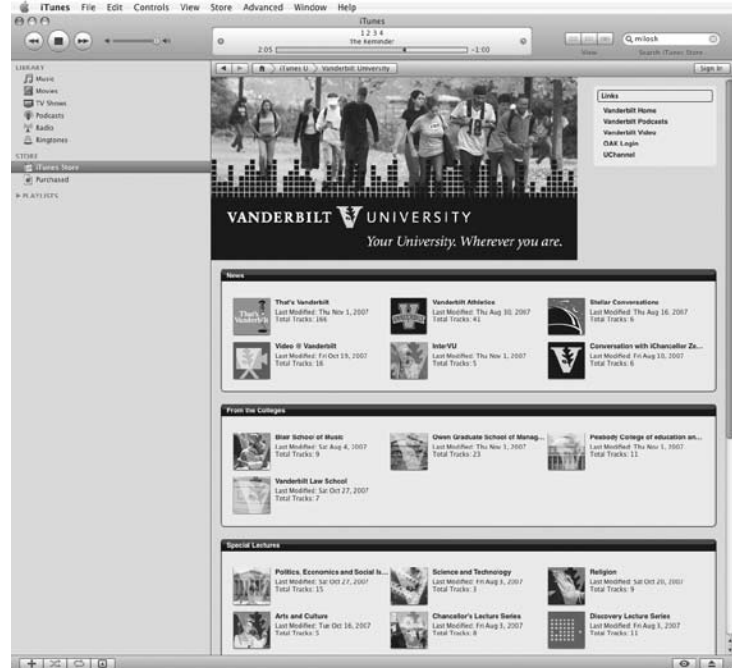 iTunes File Edit Controls View Store Advanced Window Help
iTunes
1 2 3 4
The Reminder
2:05 -1:00
milosh
View
Search iTunes Store
LIBRARY
Music
Movies
TV Shows
Podcasts
Radio
Ringtones
STORE
iTunes Store
Purchased
PLAYLISTS
iTunes U Vanderbilt University
Sign In
Links
Vanderbilt Home
Vanderbilt Podcasts
Vanderbilt Video
OAK Login
UChannel
VANDERBILT V UNIVERSITY
Your University. Wherever you are.
News
That's Vanderbilt
Last Modified: Thu Nov 1, 2007
Total Tracks: 166
Vanderbilt Athletics
Last Modified: Thu Aug 30, 2007
Total Tracks: 41
Stellar Conversations
Last Modified: Thu Aug 16, 2007
Total Tracks: 6
Video @ Vanderbilt
Last Modified: Fri Oct 19, 2007
Total Tracks: 16
InterVU
Last Modified: Thu Nov 1, 2007
Total Tracks: 5
Conversation with iChancellor Ze...
Last Modified: Fri Aug 10, 2007
Total Tracks: 6
From the Colleges
Blair School of Music
Last Modified: Sat Aug 4, 2007
Total Tracks: 9
Owen Graduate School of Manag...
Last Modified: Thu Nov 1, 2007
Total Tracks: 23
Peabody College of education an...
Last Modified: Thu Nov 1, 2007
Total Tracks: 11
Vanderbilt Law School
Last Modified: Sat Oct 27, 2007
Total Tracks: 7
Special Lectures
Politics, Economics and Social Is...
Last Modified: Sat Oct 27, 2007
Total Tracks: 15
Science and Technology
Last Modified: Fri Aug 3, 2007
Total Tracks: 3
Religion
Last Modified: Sat Oct 20, 2007
Total Tracks: 9
Arts and Culture
Last Modified: Tue Oct 16, 2007
Total Tracks: 5
Chancellor's Lecture Series
Last Modified: Fri Aug 3, 2007
Total Tracks: 8
Discovery Lecture Series
Last Modified: Fri Aug 3, 2007
Total Tracks: 11